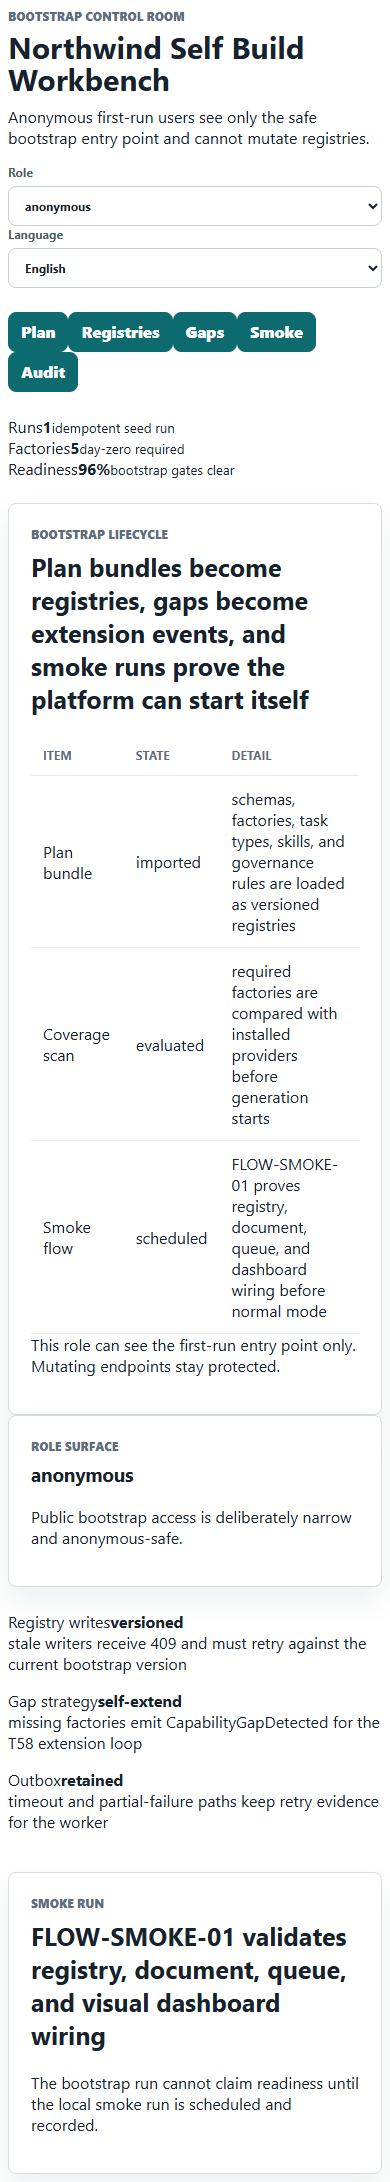 BOOTSTRAP CONTROL ROOM
Northwind Self Build
Workbench
Anonymous first-run users see only the safe
bootstrap entry point and cannot mutate registries.
Role
anonymous
Language
English
Plan Registries Gaps Smoke
Audit
Runs1idempotent seed run
Factories5day-zero required
Readiness96%bootstrap gates clear
BOOTSTRAP LIFECYCLE
Plan bundles become
registries, gaps become
extension events, and
smoke runs prove the
platform can start itself
ITEM STATE DETAIL
Plan
bundle
imported
schemas,
factories, task
types, skills, and
governance
rules are loaded
as versioned
registries
Coverage
scan
evaluated
required
factories are
compared with
installed
providers
before
generation
starts
Smoke
flow
scheduled
FLOW-SMOKE-
01 proves
registry,
document,
queue, and
dashboard
wiring before
normal mode
This role can see the first-run entry point only.
Mutating endpoints stay protected.
ROLE SURFACE
anonymous
Public bootstrap access is deliberately narrow
and anonymous-safe.
Registry writesversioned
stale writers receive 409 and must retry against the
current bootstrap version
Gap strategyself-extend
missing factories emit CapabilityGapDetected for the
T58 extension loop
Outboxretained
timeout and partial-failure paths keep retry evidence
for the worker
SMOKE RUN
FLOW-SMOKE-01 validates
registry, document, queue,
and visual dashboard
wiring
The bootstrap run cannot claim readiness until
the local smoke run is scheduled and
recorded.